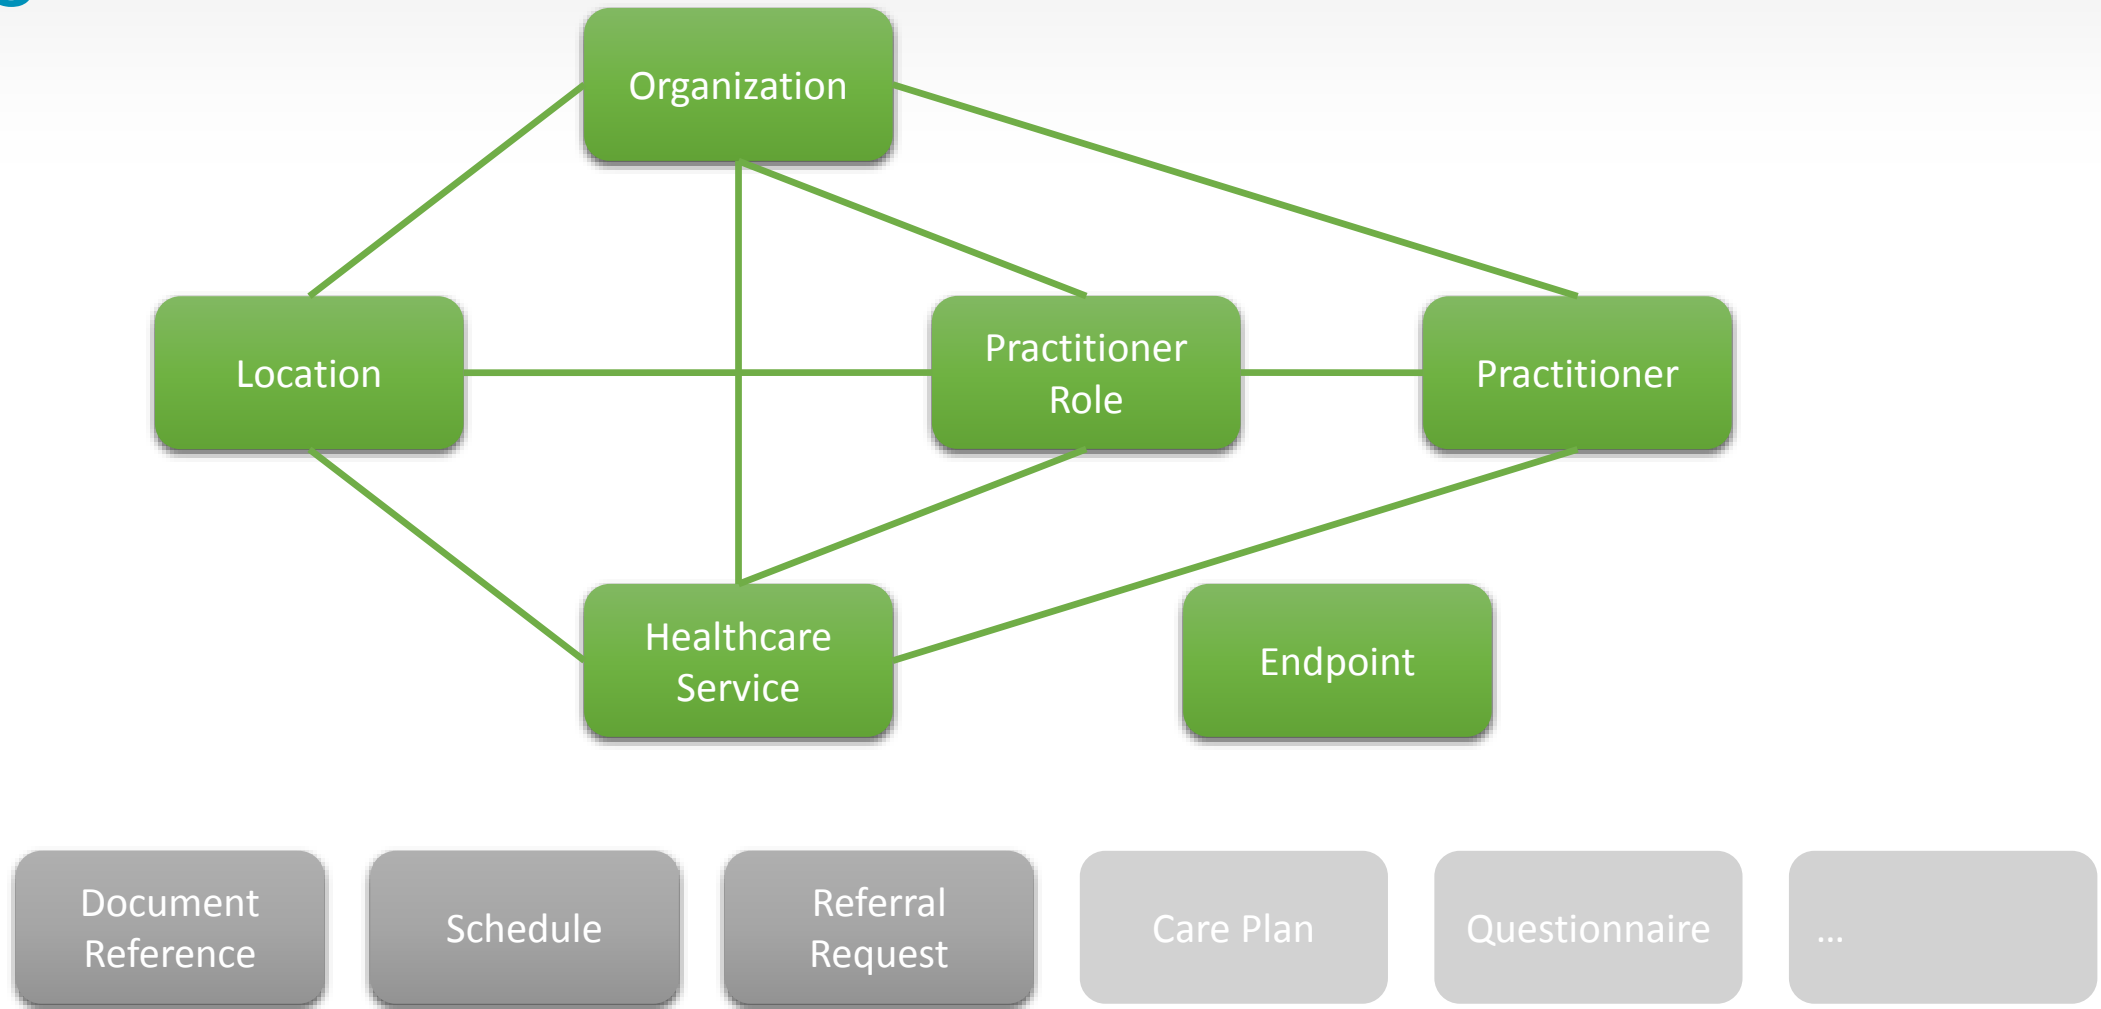 Organization
Location
Practitioner
Role
Practitioner
Healthcare
Service
Endpoint
Document
Reference
Schedule
Referral
Request
Care Plan
Questionnaire
...